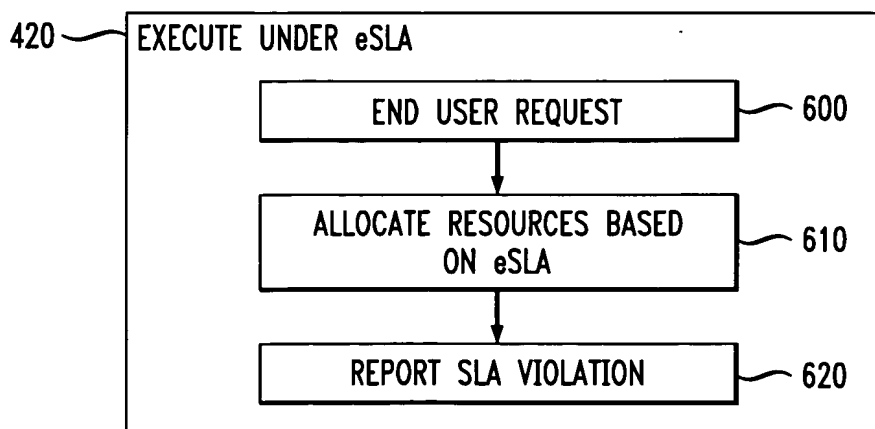 420 EXECUTE UNDER eSLA
END USER REQUEST 600
ALLOCATE RESOURCES BASED
ON eSLA 610
REPORT SLA VIOLATION 620